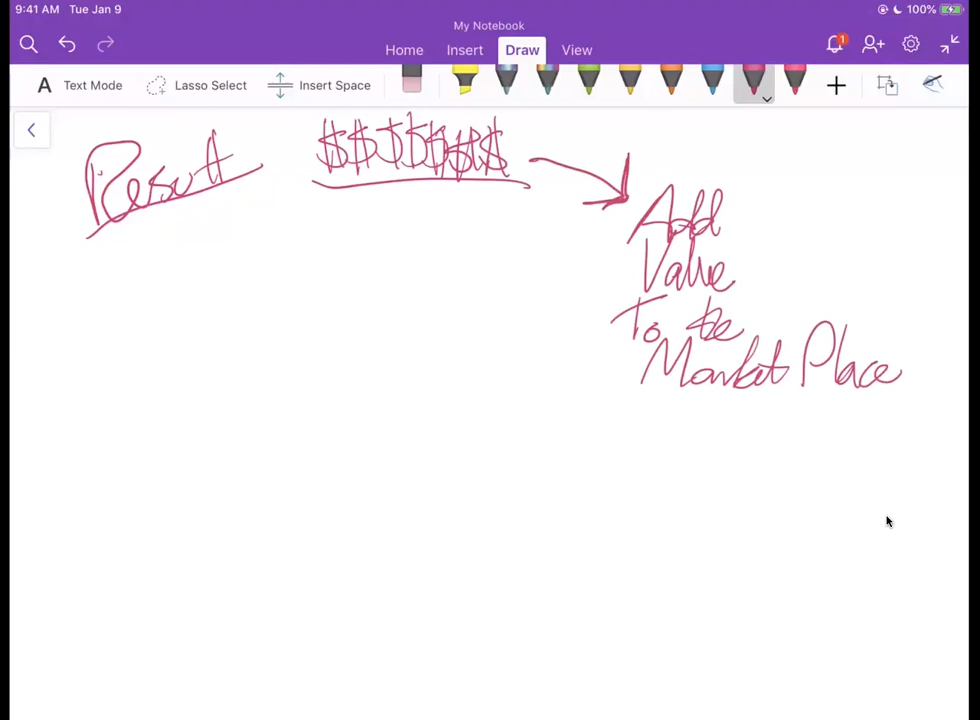 9:41 AM Tue Jan 9
100%
My Notebook
Home Insert Draw View
1
A Text Mode Lasso Select Insert Space
Result $$$$$$$
Add
Value
To the
Market Place